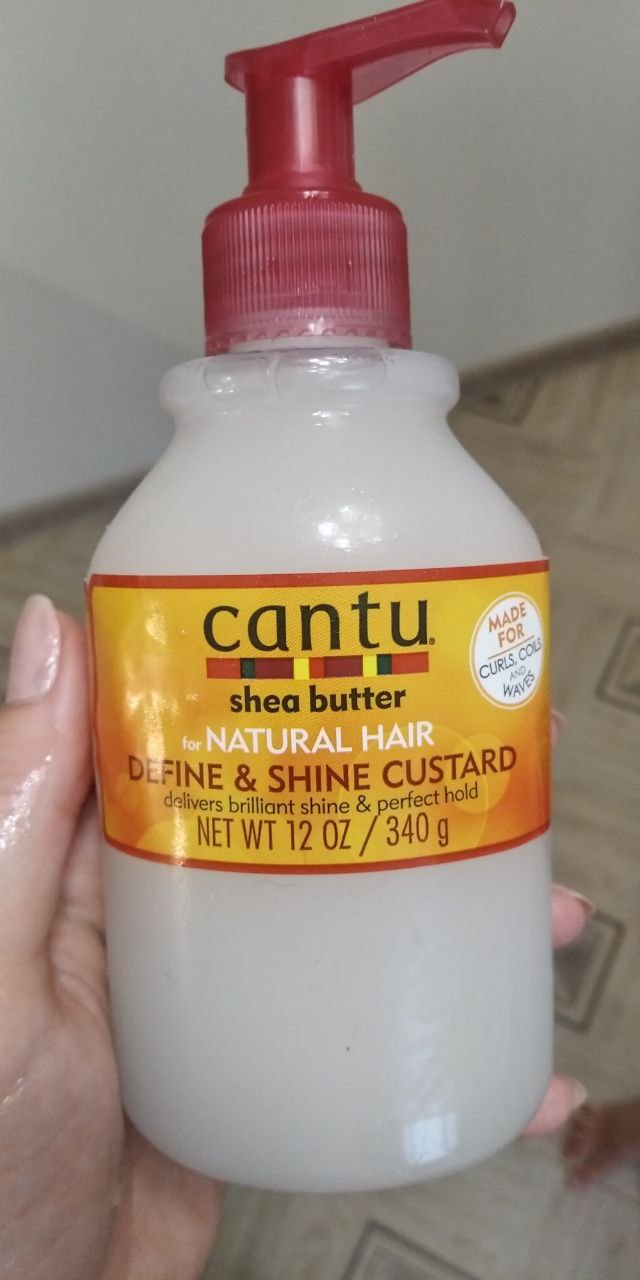 cantu
shea butter
for NATURAL HAIR
DEFINE & SHINE CUSTARD
delivers brilliant shine & perfect hold
NET WT 12 OZ / 340 g
MADE
FOR
CURLS, COILS
AND
WAVES